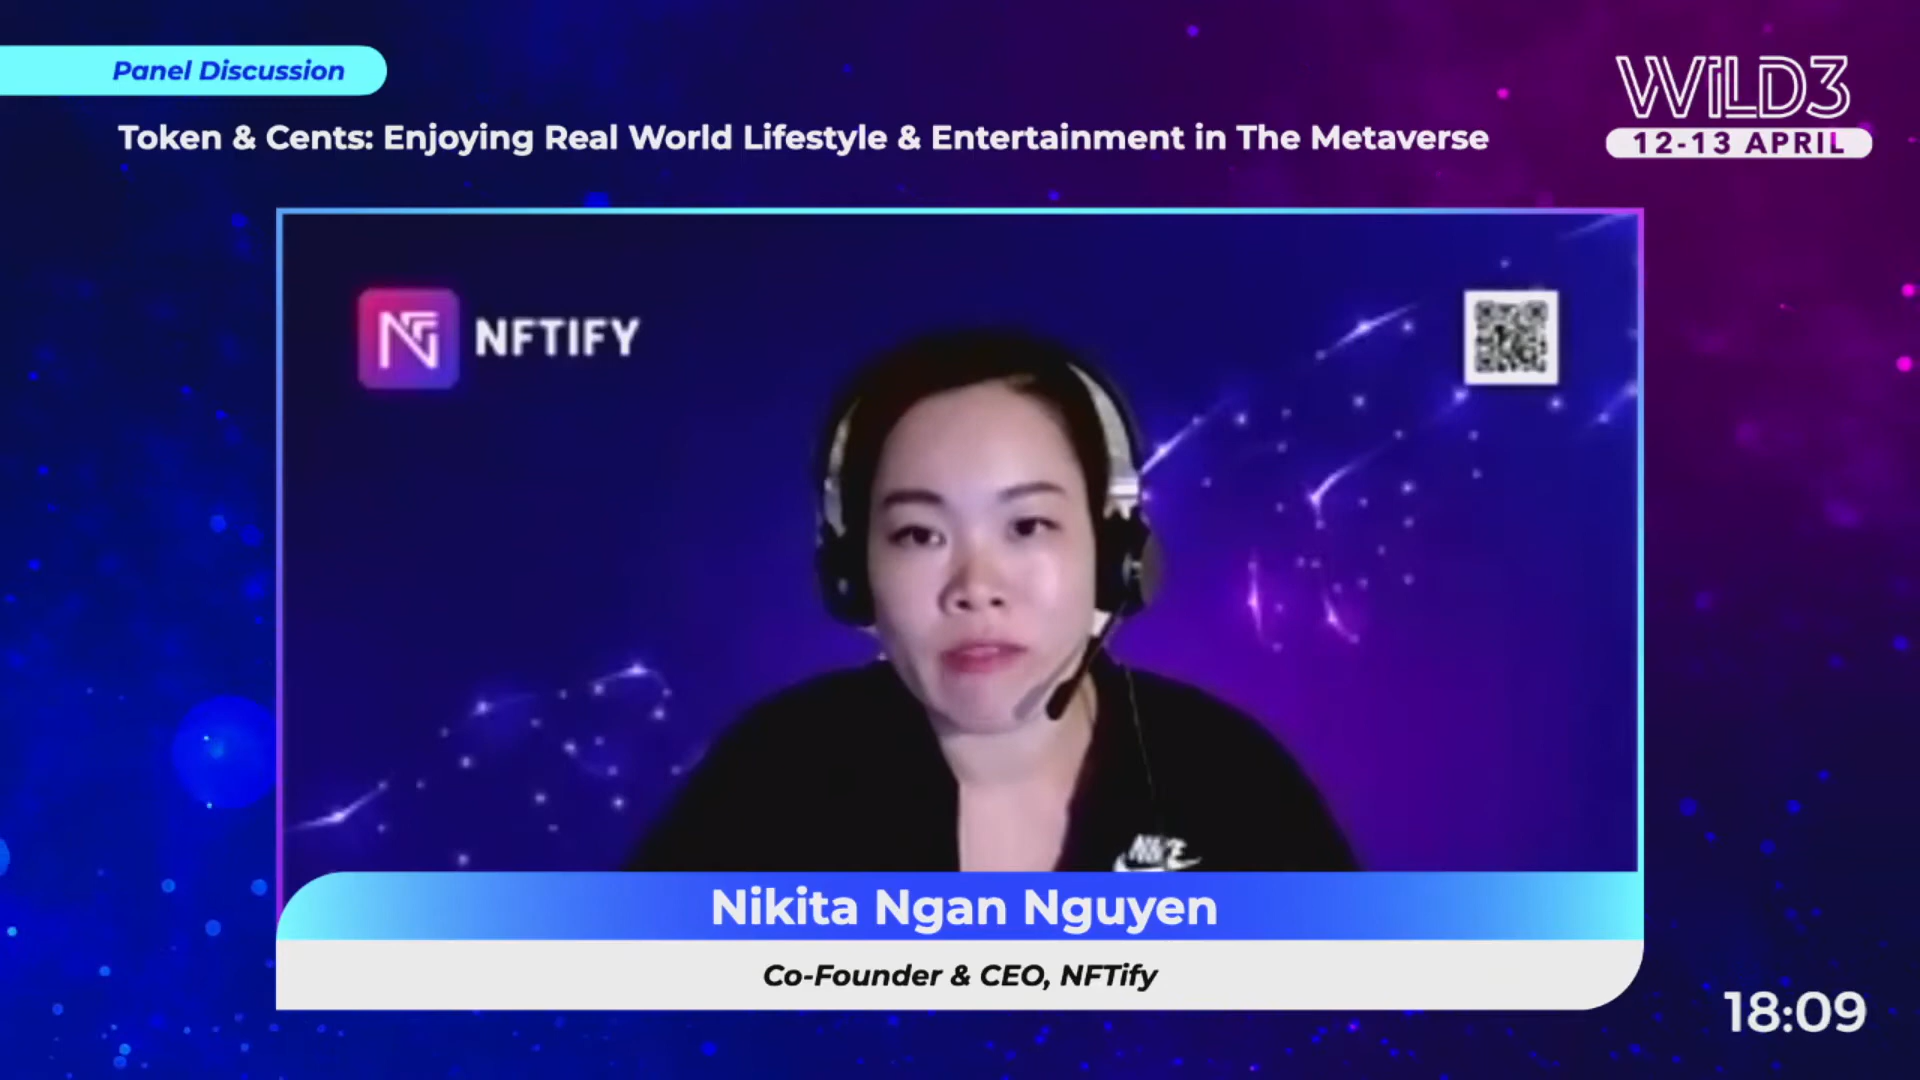 Panel Discussion
WILD3
12-13 APRIL
Token & Cents: Enjoying Real World Lifestyle & Entertainment in The Metaverse
NFTIFY
NIKE
Nikita Ngan Nguyen
Co-Founder & CEO, NFTify
18:09